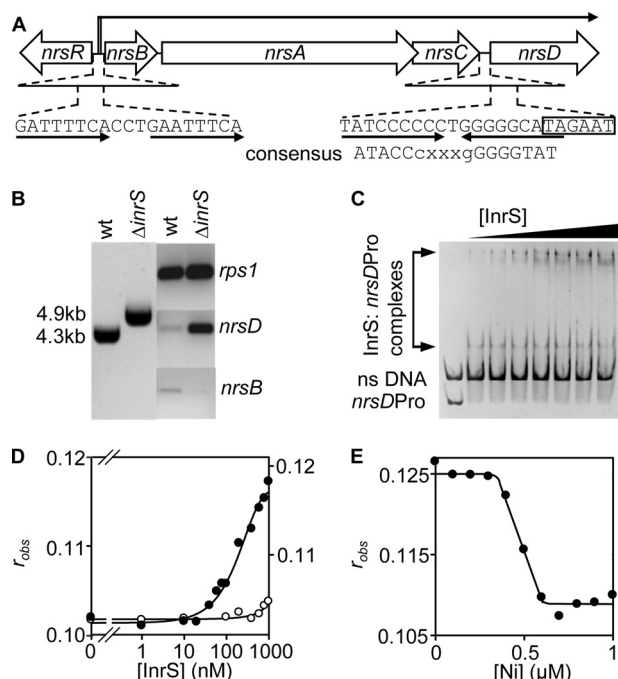 A
nrsR nrsB nrsA nrsC nrsD
GATTTTCACCTGAATTTCA TATCCCCCCTGGGGGCATAGAAT
consensus ATACCcxxxgGGGGTAT
B
wt ΔinrS wt ΔinrS
rps1
4.9kb
4.3kb
nrsD
nrsB
C
[InrS]
InrS: nrsDPro
complexes
ns DNA
nrsDPro
D
0.12
0.12
0.11
0.11
0.10
r_obs
0 1 10 100 1000
[InrS] (nM)
E
0.125
0.115
0.105
r_obs
0 0.5 1
[Ni] (μM)